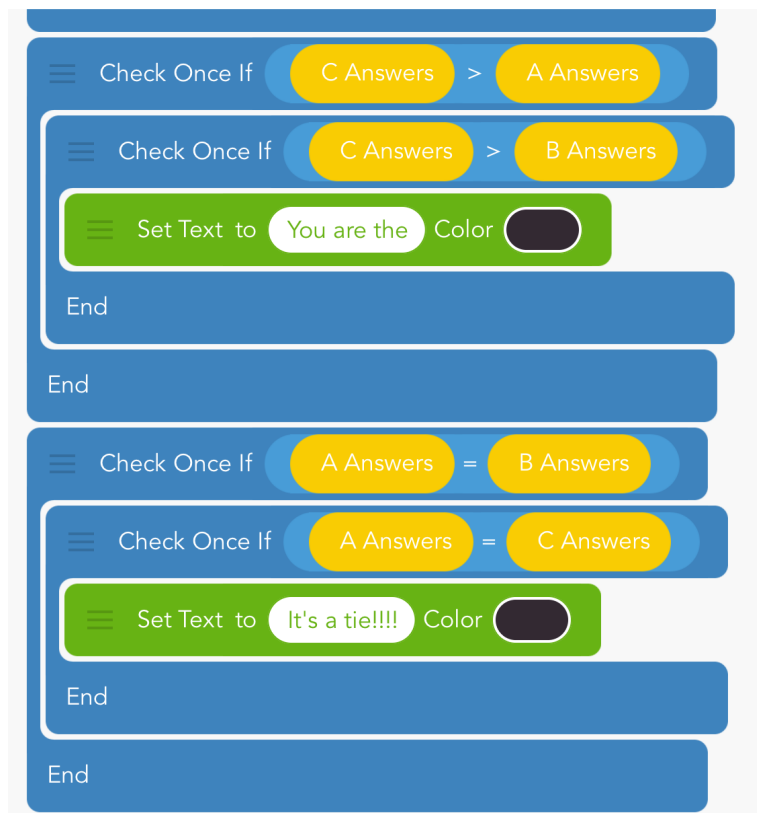 Check Once If C Answers > A Answers
Check Once If C Answers > B Answers
Set Text to You are the Color
End
End
Check Once If A Answers = B Answers
Check Once If A Answers = C Answers
Set Text to It's a tie!!!! Color
End
End